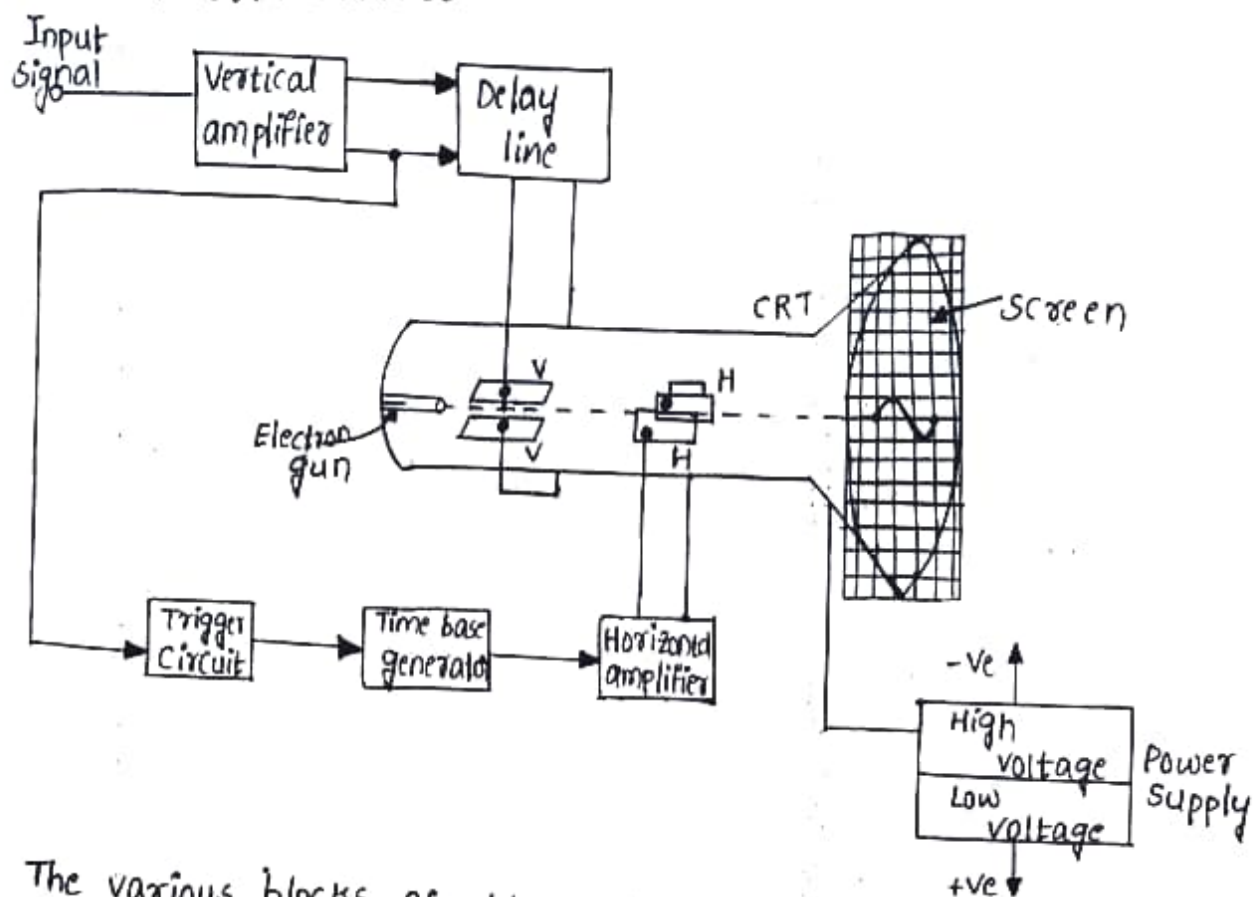 Input
signal
Vertical
amplifier
Delay
line
CRT
Screen
V
H
Electron
gun
V
H
Trigger
Circuit
Time base
generator
Horizontal
amplifier
-Ve
High
voltage
Low
voltage
Power
Supply
+Ve
The various blocks